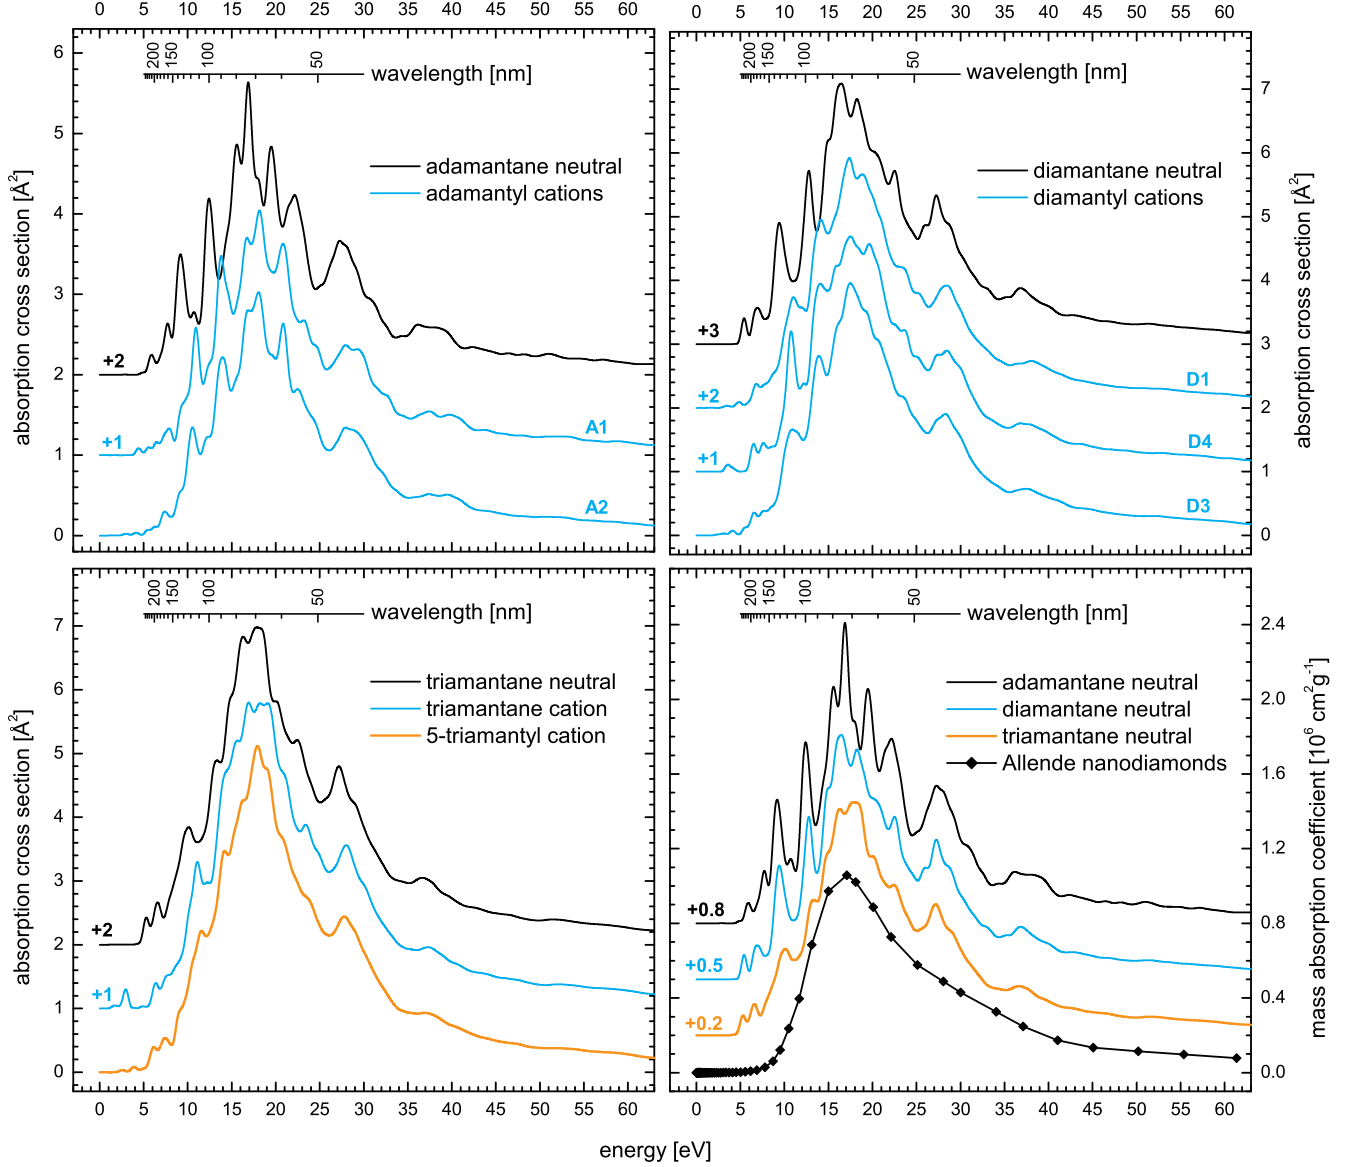 0 5 10 15 20 25 30 35 40 45 50 55 60
6
5
4
3
2
1
0
absorption cross section [Å²]
200 150 100 50
wavelength [nm]
adamantane neutral
adamantyl cations
+2
+1
A1
A2
0 5 10 15 20 25 30 35 40 45 50 55 60
200 150 100 50
wavelength [nm]
diamantane neutral
diamantyl cations
+3
+2
+1
D1
D4
D3
7
6
5
4
3
2
1
0
absorption cross section [Å²]
7
6
5
4
3
2
1
0
absorption cross section [Å²]
200 150 100 50
wavelength [nm]
triamantane neutral
triamantane cation
5-triamantyl cation
+2
+1
0 5 10 15 20 25 30 35 40 45 50 55 60
200 150 100 50
wavelength [nm]
adamantane neutral
diamantane neutral
triamantane neutral
Allende nanodiamonds
+0.8
+0.5
+0.2
2.4
2.0
1.6
1.2
0.8
0.4
0.0
mass absorption coefficient [10⁶ cm²g⁻¹]
0 5 10 15 20 25 30 35 40 45 50 55 60
energy [eV]